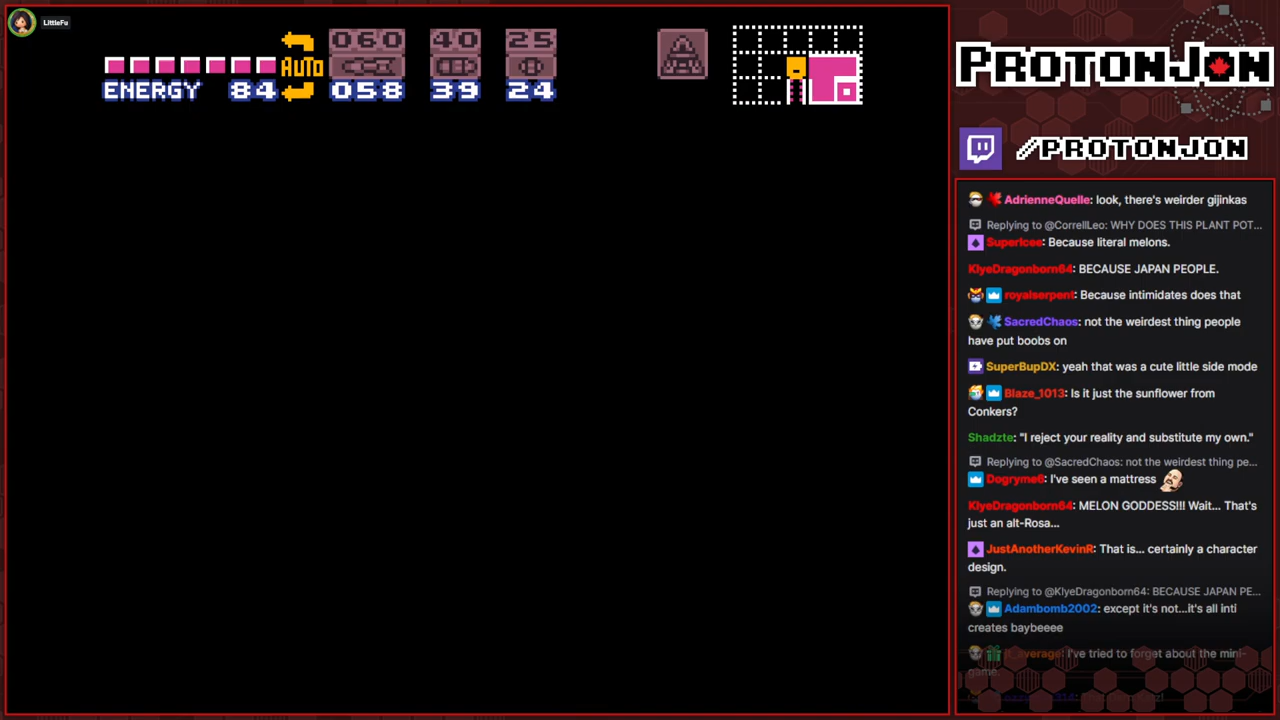 LittleFu
AUTO
060 40 25
ENERGY 84 058 39 24
PROTONJON
/PROTONJON
AdrienneQuelle: look, there's weirder gijinkas
Replying to @CorrellLeo: WHY DOES THIS PLANT POT...
SuperIcee: Because literal melons.
KlyeDragonborn64: BECAUSE JAPAN PEOPLE.
royalserpent: Because intimidates does that
SacredChaos: not the weirdest thing people
have put boobs on
SuperBupDX: yeah that was a cute little side mode
Blaze_1013: Is it just the sunflower from
Conkers?
Shadzte: "I reject your reality and substitute my own."
Replying to @SacredChaos: not the weirdest thing pe...
Dogryme6: I've seen a mattress
KlyeDragonborn64: MELON GODDESS!!! Wait... That's
just an alt-Rosa...
JustAnotherKevinR: That is... certainly a character
design.
Replying to @KlyeDragonborn64: BECAUSE JAPAN PE...
Adambomb2002: except it's not...it's all inti
creates baybeeee
I've tried to forget about the mini-
game.